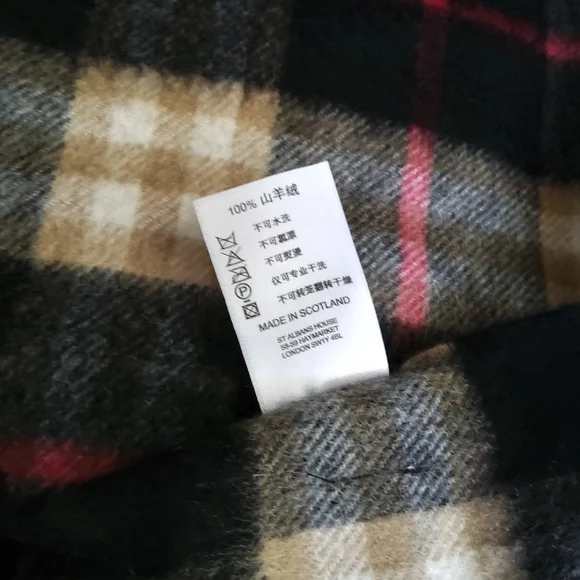 100% 山羊绒
不可水洗
不可氯漂
不可熨烫
仅可专业干洗
不可转笼翻转干燥
MADE IN SCOTLAND
ST ALBANS HOUSE
58-59 HAYMARKET
LONDON SW1Y 4BL